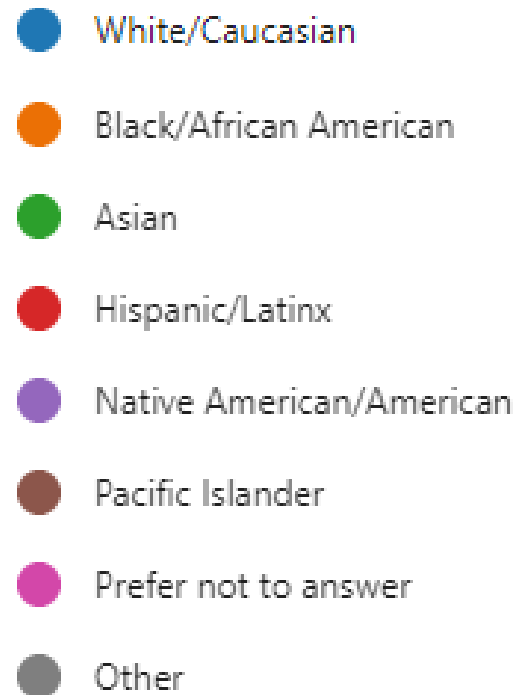 White/Caucasian
Black/African American
Asian
Hispanic/Latinx
Native American/American
Pacific Islander
Prefer not to answer
Other